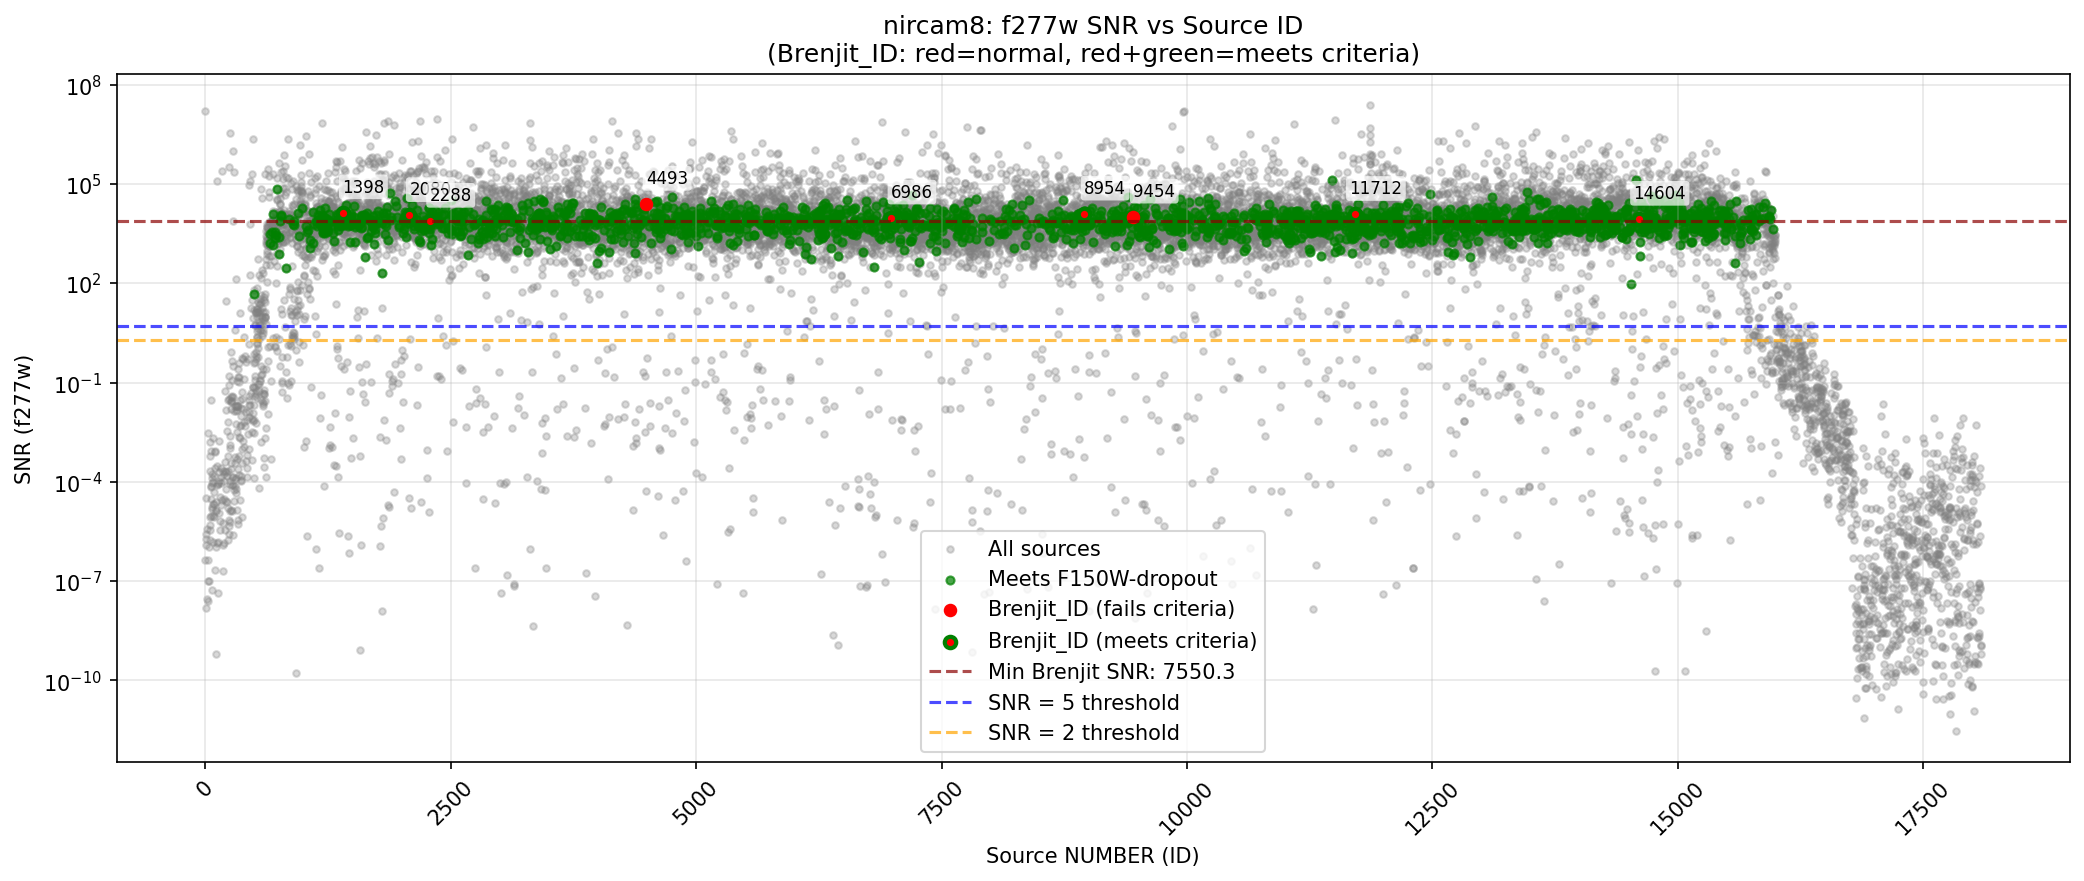 nircam8: f277w SNR vs Source ID
(Brenjit_ID: red=normal, red+green=meets criteria)
SNR (f277w)
10^8
10^5
10^2
10^-1
10^-4
10^-7
10^-10
1398
2288
4493
6986
8954
9454
11712
14604
All sources
Meets F150W-dropout
Brenjit_ID (fails criteria)
Brenjit_ID (meets criteria)
Min Brenjit SNR: 7550.3
SNR = 5 threshold
SNR = 2 threshold
0
2500
5000
7500
10000
12500
15000
17500
Source NUMBER (ID)